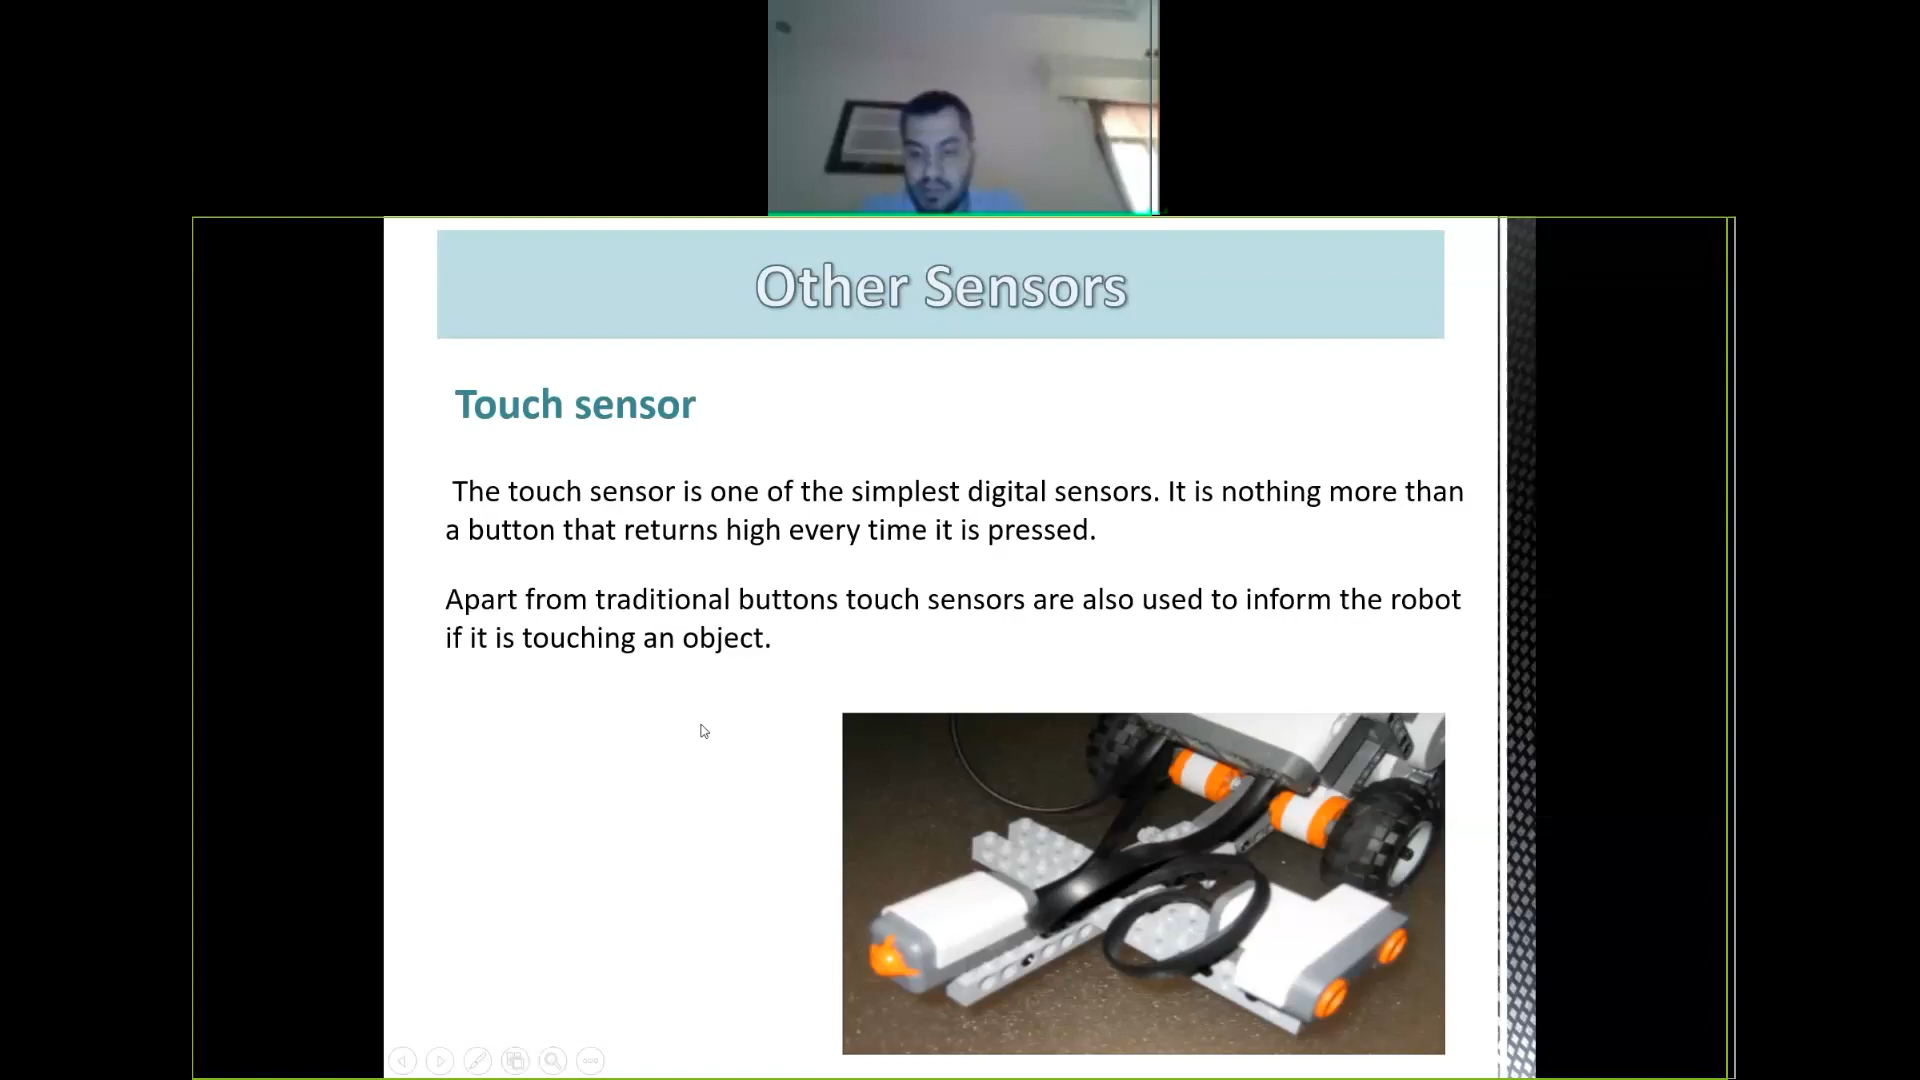 Other Sensors
Touch sensor
The touch sensor is one of the simplest digital sensors. It is nothing more than
a button that returns high every time it is pressed.
Apart from traditional buttons touch sensors are also used to inform the robot
if it is touching an object.